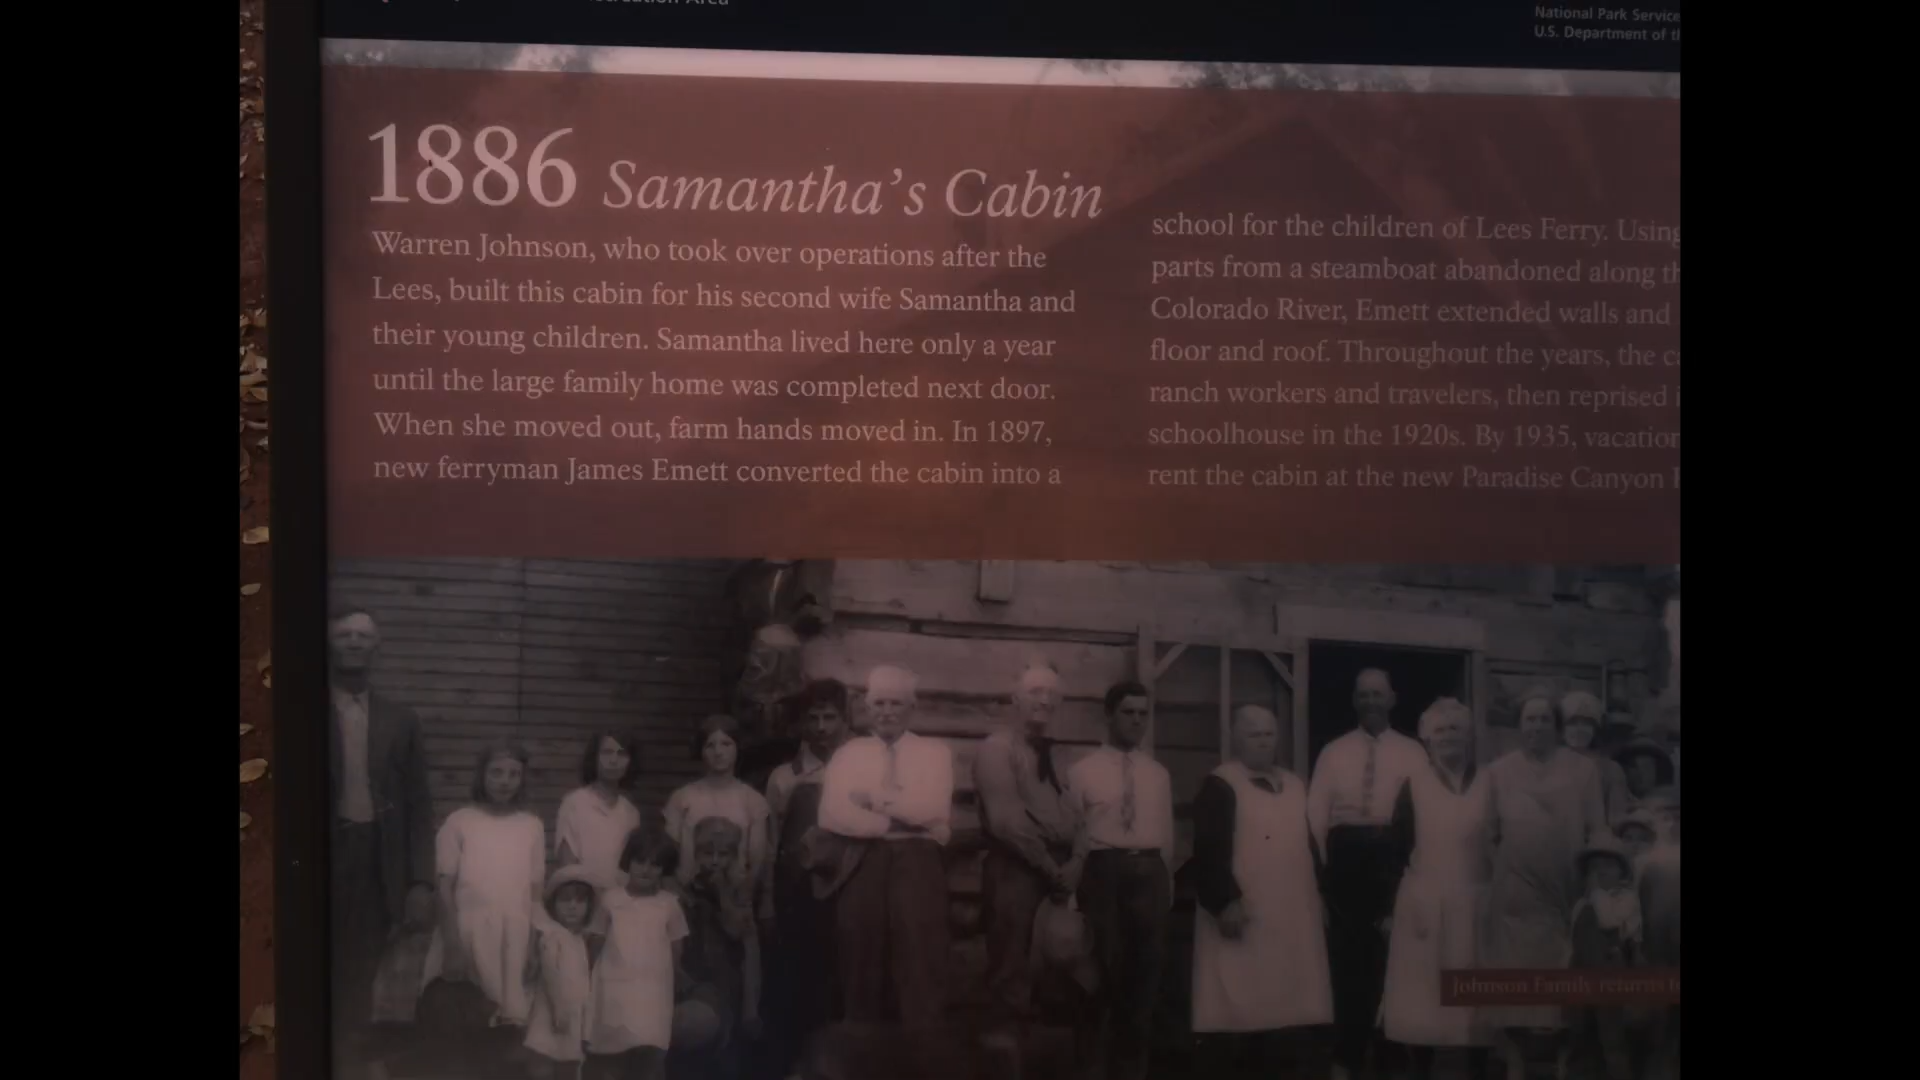 Area
National Park Service
U.S. Department of
1886 Samantha's Cabin
Warren Johnson, who took over operations after the
Lees, built this cabin for his second wife Samantha and
their young children. Samantha lived here only a year
until the large family home was completed next door.
When she moved out, farm hands moved in. In 1897,
new ferryman James Emett converted the cabin into a
school for the children of Lees Ferry. Using
parts from a steamboat abandoned along
Colorado River, Emett extended walls and
floor and roof. Throughout the years, the
ranch workers and travelers, then reprised
schoolhouse in the 1920s. By 1935,
rent the cabin at the new Paradise Canyon
Johnson Family returns